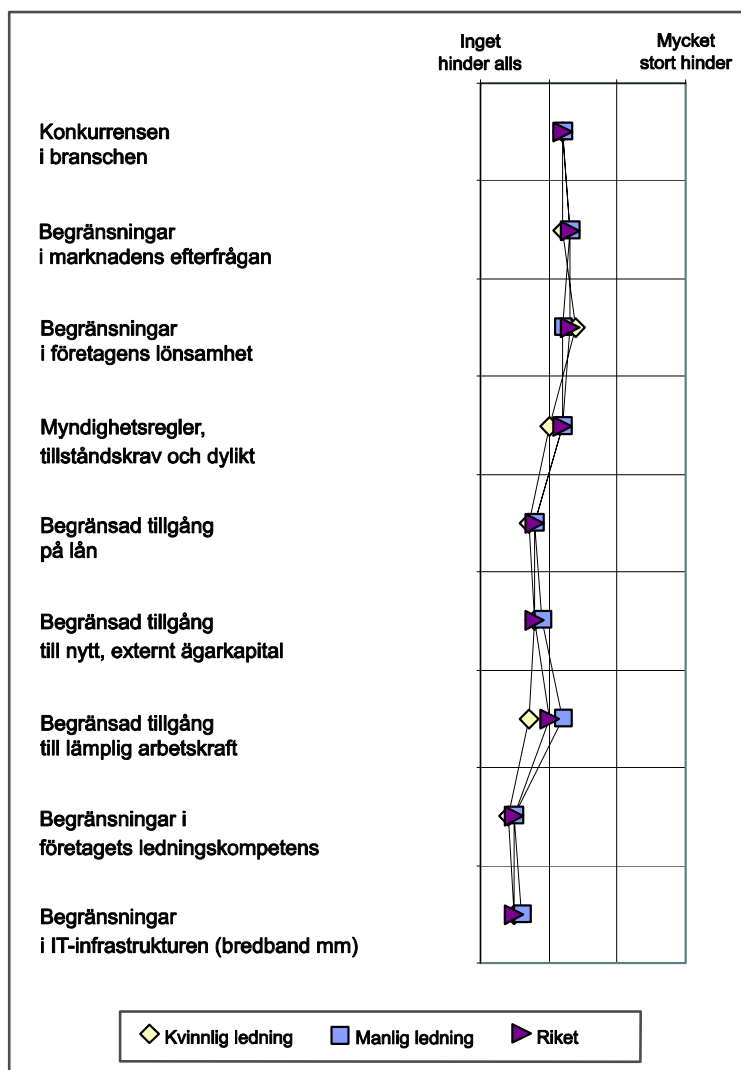 Inget
hinder alls
Mycket
stort hinder
Konkurrensen
i branschen
Begränsningar
i marknadens efterfrågan
Begränsningar
i företagens lönsamhet
Myndighetsregler,
tillståndskrav och dylikt
Begränsad tillgång
på lån
Begränsad tillgång
till nytt, externt ägarkapital
Begränsad tillgång
till lämplig arbetskraft
Begränsningar i
företagets ledningskompetens
Begränsningar
i IT-infrastrukturen (bredband mm)
Kvinnlig ledning
Manlig ledning
Riket